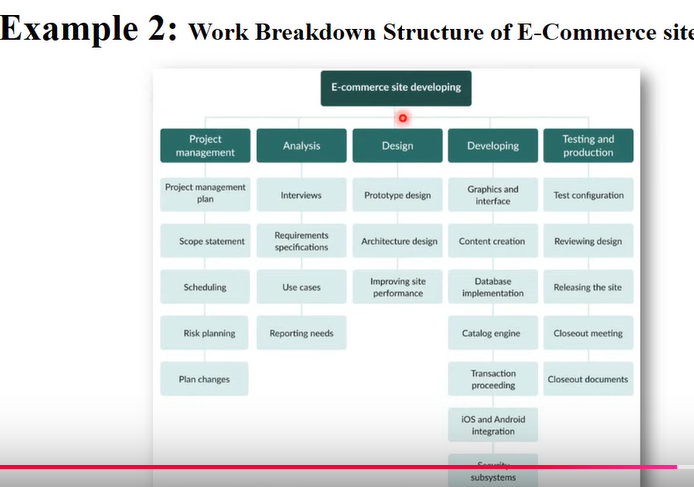 Example 2: Work Breakdown Structure of E-Commerce site
E-commerce site developing
Project
management
Analysis
Design
Developing
Testing and
production
Project management
plan
Interviews
Prototype design
Graphics and
interface
Test configuration
Scope statement
Requirements
specifications
Architecture design
Content creation
Reviewing design
Scheduling
Use cases
Improving site
performance
Database
implementation
Releasing the site
Risk planning
Reporting needs
Catalog engine
Closeout meeting
Plan changes
Transaction
proceeding
Closeout documents
iOS and Android
integration
Security
subsystems